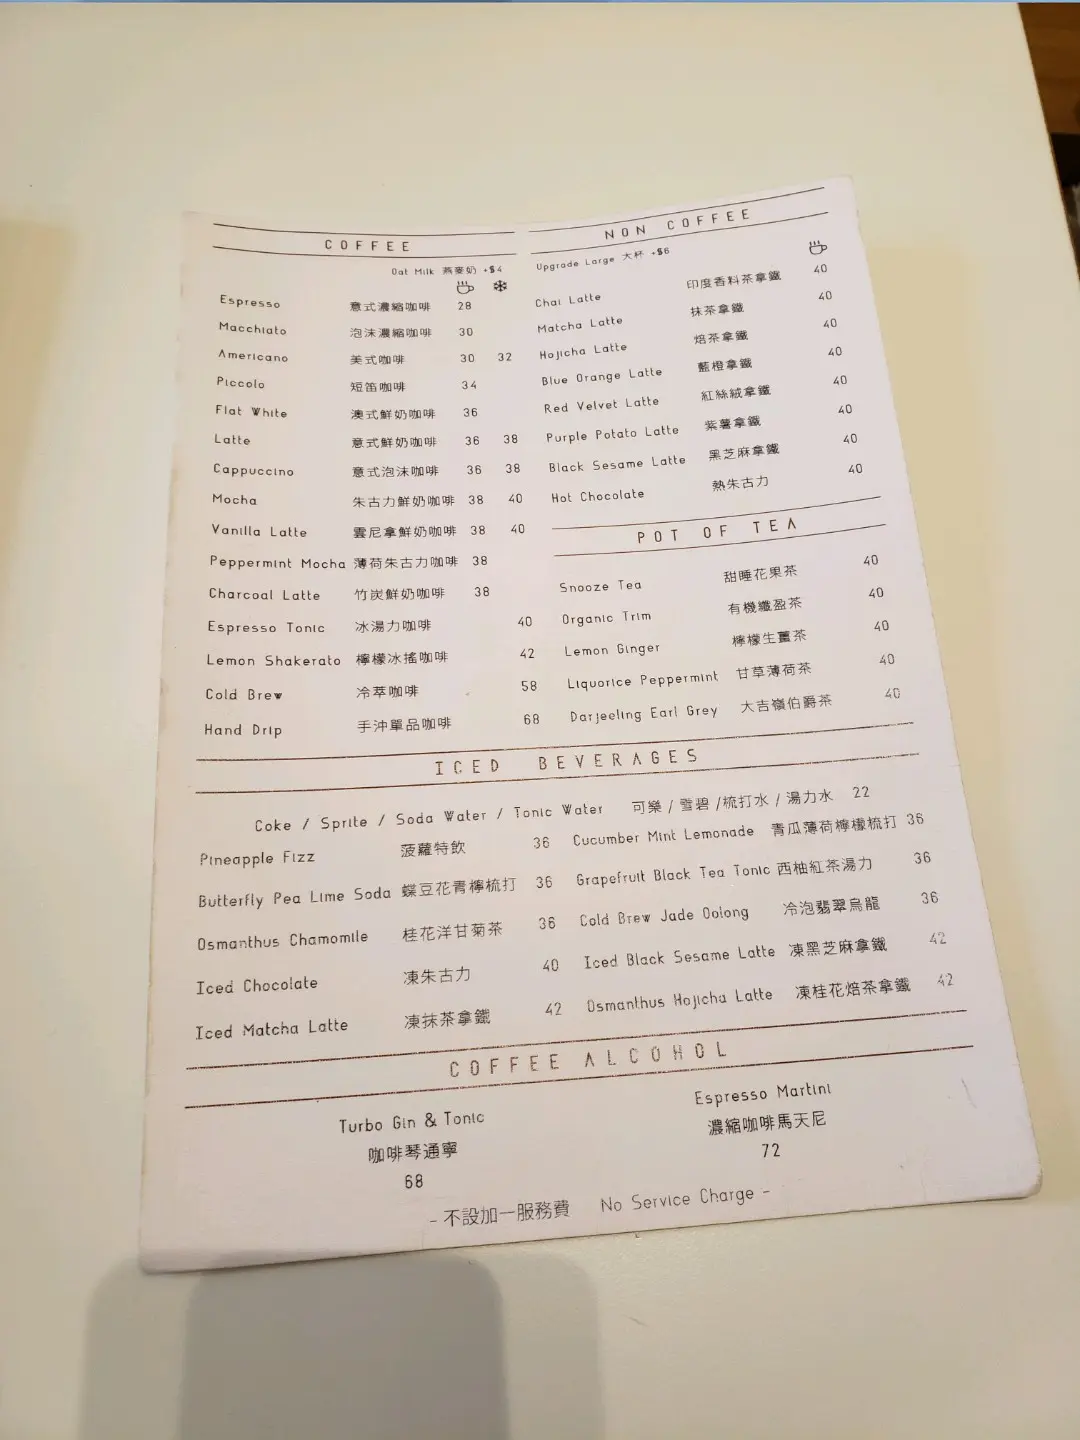 COFFEE
Oat Milk 燕麥奶 +$4
Espresso 意式濃縮咖啡 28
Macchiato 泡沫濃縮咖啡 30
Americano 美式咖啡 30 32
Piccolo 短笛咖啡 34
Flat White 澳式鮮奶咖啡 36
Latte 意式鮮奶咖啡 36 38
Cappuccino 意式泡沫咖啡 36 38
Mocha 朱古力鮮奶咖啡 38 40
Vanilla Latte 雲尼拿鮮奶咖啡 38 40
Peppermint Mocha 薄荷朱古力咖啡 38
Charcoal Latte 竹炭鮮奶咖啡 38
Espresso Tonic 冰湯力咖啡 40
Lemon Shakerato 檸檬冰搖咖啡 42
Cold Brew 冷萃咖啡 58
Hand Drip 手沖單品咖啡 68
NON COFFEE
Upgrade Large 大杯 +$6
Chai Latte 印度香料茶拿鐵 40
Matcha Latte 抹茶拿鐵 40
Hojicha Latte 焙茶拿鐵 40
Blue Orange Latte 藍橙拿鐵 40
Red Velvet Latte 紅絲絨拿鐵 40
Purple Potato Latte 紫薯拿鐵 40
Black Sesame Latte 黑芝麻拿鐵 40
Hot Chocolate 熱朱古力 40
POT OF TEA
Snooze Tea 甜睡花果茶 40
Organic Trim 有機纖盈茶 40
Lemon Ginger 檸檬生薑茶 40
Liquorice Peppermint 甘草薄荷茶 40
Darjeeling Earl Grey 大吉嶺伯爵茶 40
ICED BEVERAGES
Coke / Sprite / Soda Water / Tonic Water 可樂 / 雪碧 /梳打水 / 湯力水 22
Pineapple Fizz 菠蘿特飲 36
Butterfly Pea Lime Soda 蝶豆花青檸梳打 36
Osmanthus Chamomile 桂花洋甘菊茶 36
Iced Chocolate 凍朱古力 40
Iced Matcha Latte 凍抹茶拿鐵 42
Cucumber Mint Lemonade 青瓜薄荷檸檬梳打 36
Grapefruit Black Tea Tonic 西柚紅茶湯力 36
Cold Brew Jade Oolong 冷泡翡翠烏龍 36
Iced Black Sesame Latte 凍黑芝麻拿鐵 42
Osmanthus Hojicha Latte 凍桂花焙茶拿鐵 42
COFFEE ALCOHOL
Turbo Gin & Tonic
咖啡琴通寧
68
Espresso Martini
濃縮咖啡馬天尼
72
- 不設加一服務費 No Service Charge -